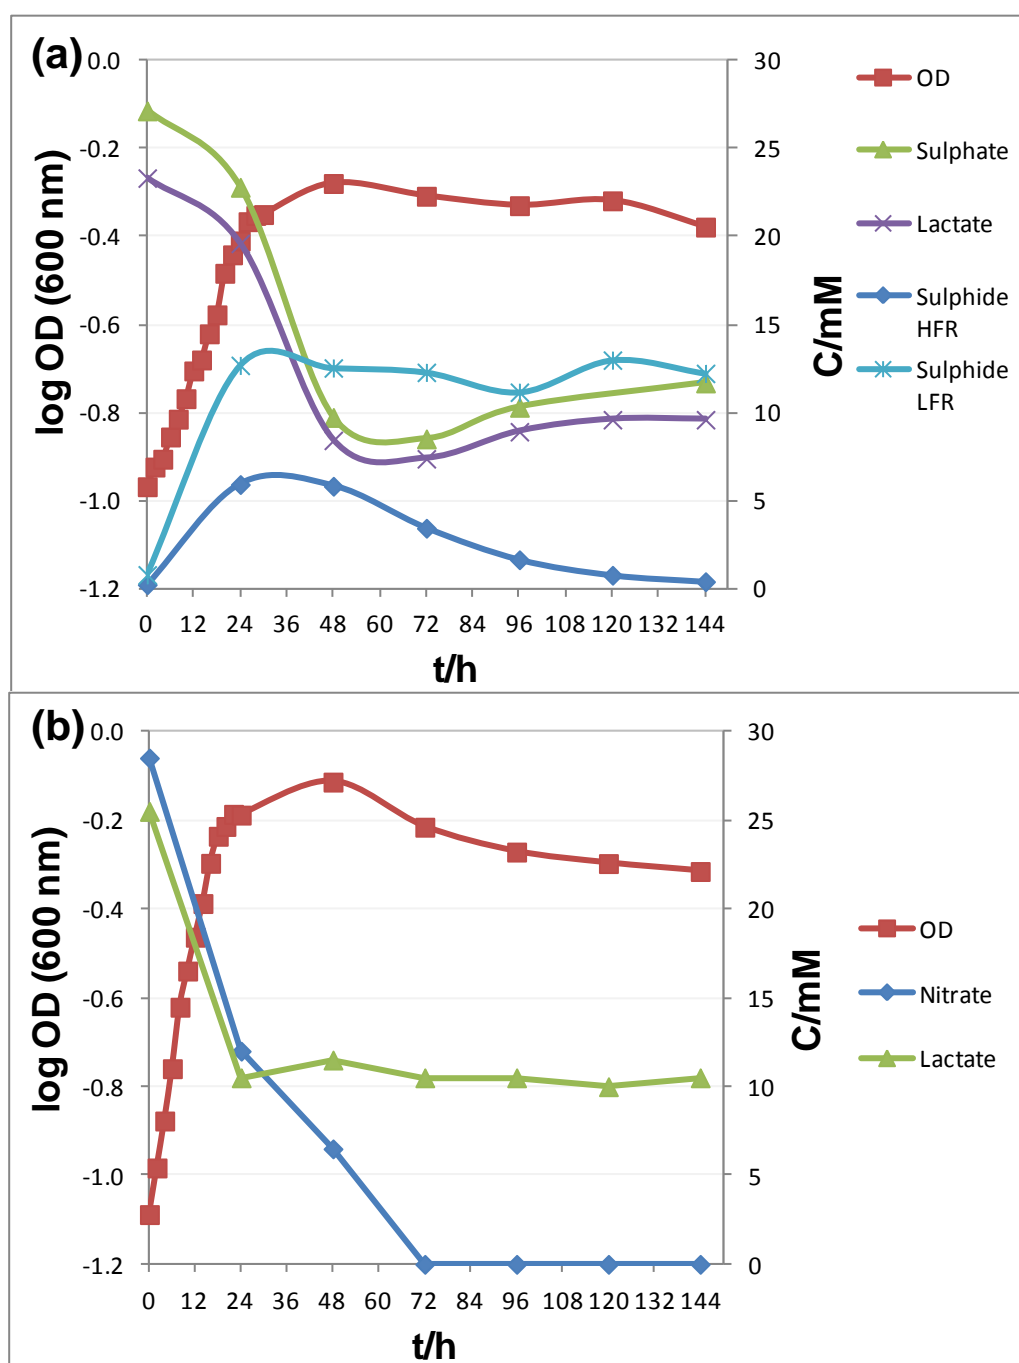 (a)
log OD (600 nm)
0.0
-0.2
-0.4
-0.6
-0.8
-1.0
-1.2
30
25
20
15
10
5
0
C/mM
0 12 24 36 48 60 72 84 96 108 120 132 144
t/h
OD
Sulphate
Lactate
Sulphide
HFR
Sulphide
LFR
(b)
log OD (600 nm)
0.0
-0.2
-0.4
-0.6
-0.8
-1.0
-1.2
30
25
20
15
10
5
0
C/mM
0 12 24 36 48 60 72 84 96 108 120 132 144
t/h
OD
Nitrate
Lactate